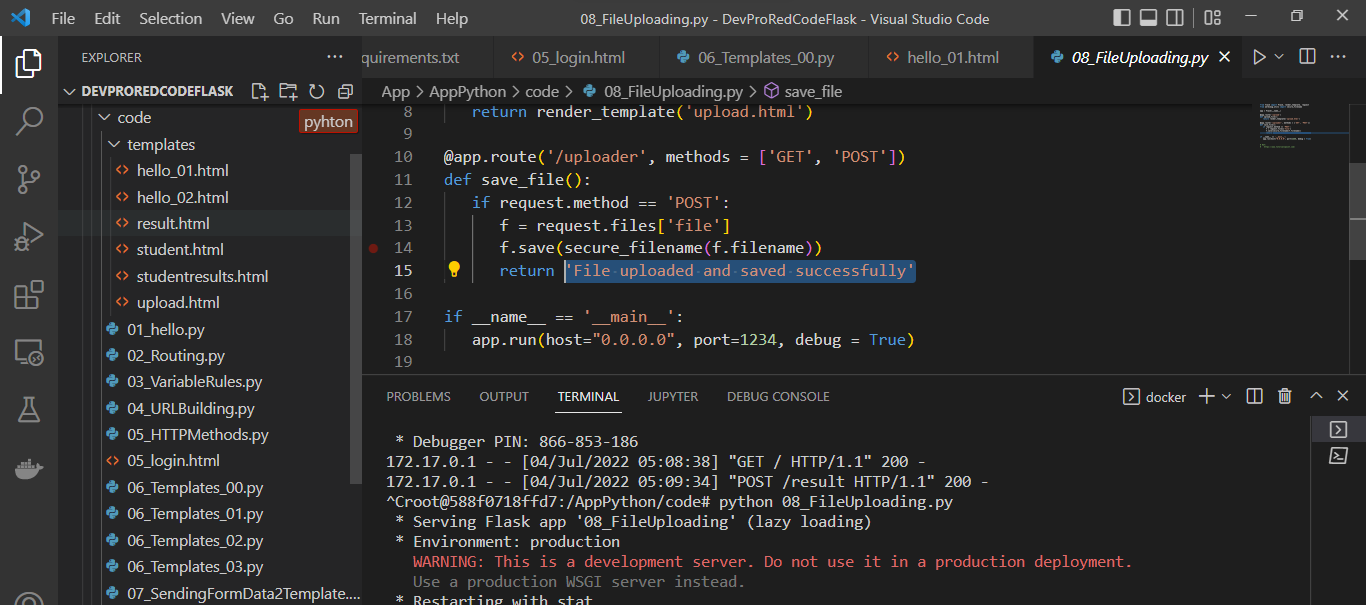 File Edit Selection View Go Run Terminal Help 08_FileUploading.py - DevProRedCodeFlask - Visual Studio Code
EXPLORER
quirements.txt 05_login.html 06_Templates_00.py hello_01.html 08_FileUploading.py
DEVPROREDCODEFLASK
App > AppPython > code > 08_FileUploading.py > save_file
code
pyhton
templates
hello_01.html
hello_02.html
result.html
student.html
studentresults.html
upload.html
01_hello.py
02_Routing.py
03_VariableRules.py
04_URLBuilding.py
05_HTTPMethods.py
05_login.html
06_Templates_00.py
06_Templates_01.py
06_Templates_02.py
06_Templates_03.py
07_SendingFormData2Template....
8 return render_template('upload.html')
9
10 @app.route('/uploader', methods = ['GET', 'POST'])
11 def save_file():
12 if request.method == 'POST':
13 f = request.files['file']
14 f.save(secure_filename(f.filename))
15 return 'File uploaded and saved successfully'
16
17 if __name__ == '__main__':
18 app.run(host="0.0.0.0", port=1234, debug = True)
19
PROBLEMS OUTPUT TERMINAL JUPYTER DEBUG CONSOLE docker
* Debugger PIN: 866-853-186
172.17.0.1 - - [04/Jul/2022 05:08:38] "GET / HTTP/1.1" 200 -
172.17.0.1 - - [04/Jul/2022 05:09:34] "POST /result HTTP/1.1" 200 -
^Croot@588f0718ffd7:/AppPython/code# python 08_FileUploading.py
* Serving Flask app '08_FileUploading' (lazy loading)
* Environment: production
WARNING: This is a development server. Do not use it in a production deployment.
Use a production WSGI server instead.
* Restarting with stat